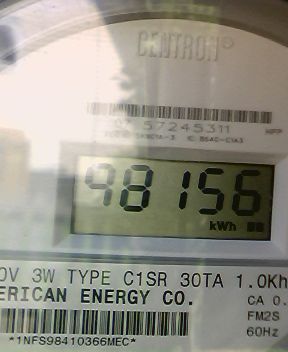 CENTRON®
57245311
98156
kWh
0V 3W TYPE C1SR 30TA 1.0Kh
ERICAN ENERGY CO.
CA 0.
FM2S
60Hz
*1NFS98410366MEC*